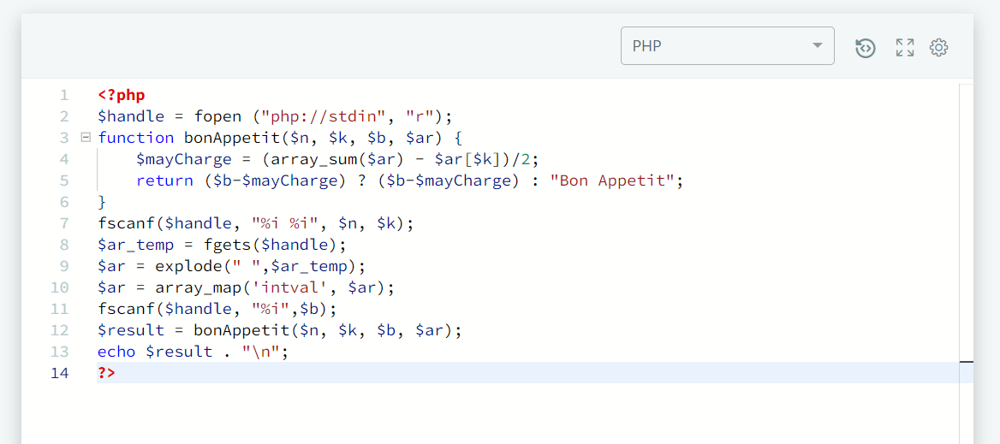 PHP
1 <?php
2 $handle = fopen ("php://stdin", "r");
3 function bonAppetit($n, $k, $b, $ar) {
4     $mayCharge = (array_sum($ar) - $ar[$k])/2;
5     return ($b-$mayCharge) ? ($b-$mayCharge) : "Bon Appetit";
6 }
7 fscanf($handle, "%i %i", $n, $k);
8 $ar_temp = fgets($handle);
9 $ar = explode(" ",$ar_temp);
10 $ar = array_map('intval', $ar);
11 fscanf($handle, "%i",$b);
12 $result = bonAppetit($n, $k, $b, $ar);
13 echo $result . "\n";
14 ?>